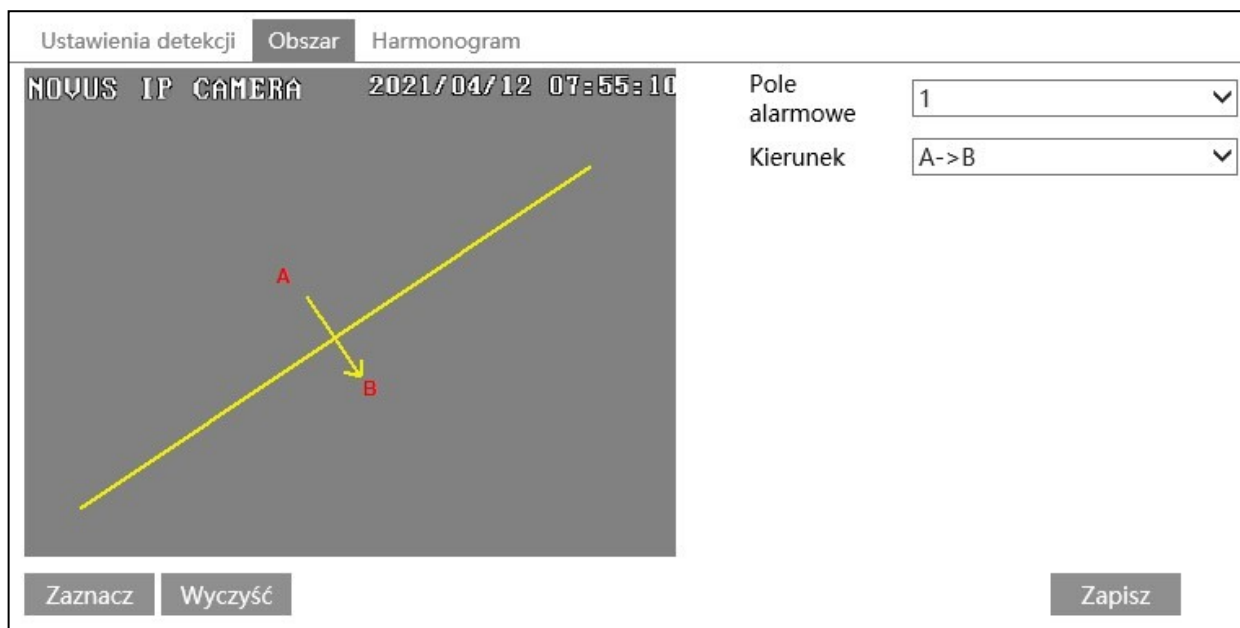 Ustawienia detekcji Obszar Harmonogram
NOVUS IP CAMERA 2021/04/12 07:55:10
Pole
alarmowe
1
Kierunek A->B
A
B
Zaznacz Wyczyść Zapisz